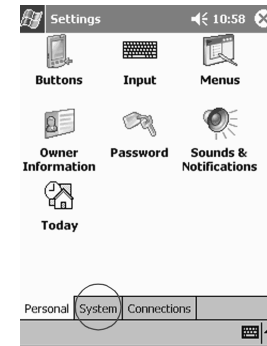 Settings 10:58
Buttons Input Menus
Owner Information Password Sounds & Notifications
Today
Personal System Connections